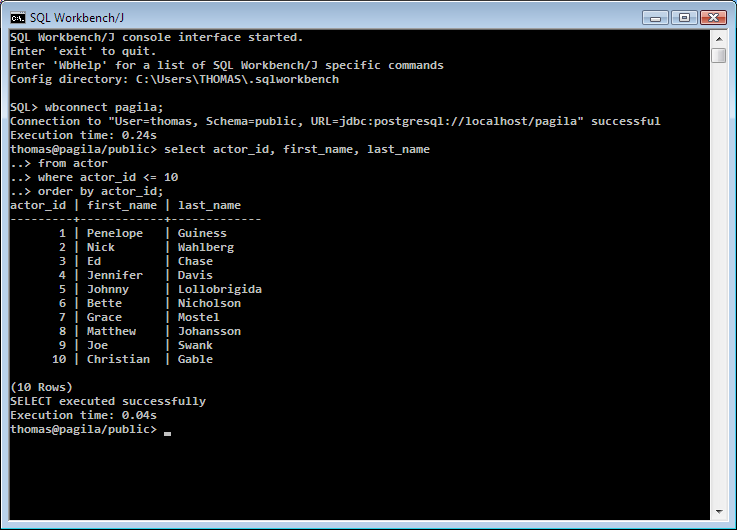 SQL Workbench/J
SQL Workbench/J console interface started.
Enter 'exit' to quit.
Enter 'WbHelp' for a list of SQL Workbench/J specific commands
Config directory: C:\Users\THOMAS\.sqlworkbench

SQL> wbconnect pagila;
Connection to "User=thomas, Schema=public, URL=jdbc:postgresql://localhost/pagila" successful
Execution time: 0.24s
thomas@pagila/public> select actor_id, first_name, last_name
..> from actor
..> where actor_id <= 10
..> order by actor_id;
actor_id | first_name | last_name
---------+------------+-------------
       1 | Penelope   | Guiness
       2 | Nick       | Wahlberg
       3 | Ed         | Chase
       4 | Jennifer   | Davis
       5 | Johnny     | Lollobrigida
       6 | Bette      | Nicholson
       7 | Grace      | Mostel
       8 | Matthew    | Johansson
       9 | Joe        | Swank
      10 | Christian  | Gable

(10 Rows)
SELECT executed successfully
Execution time: 0.04s
thomas@pagila/public> _